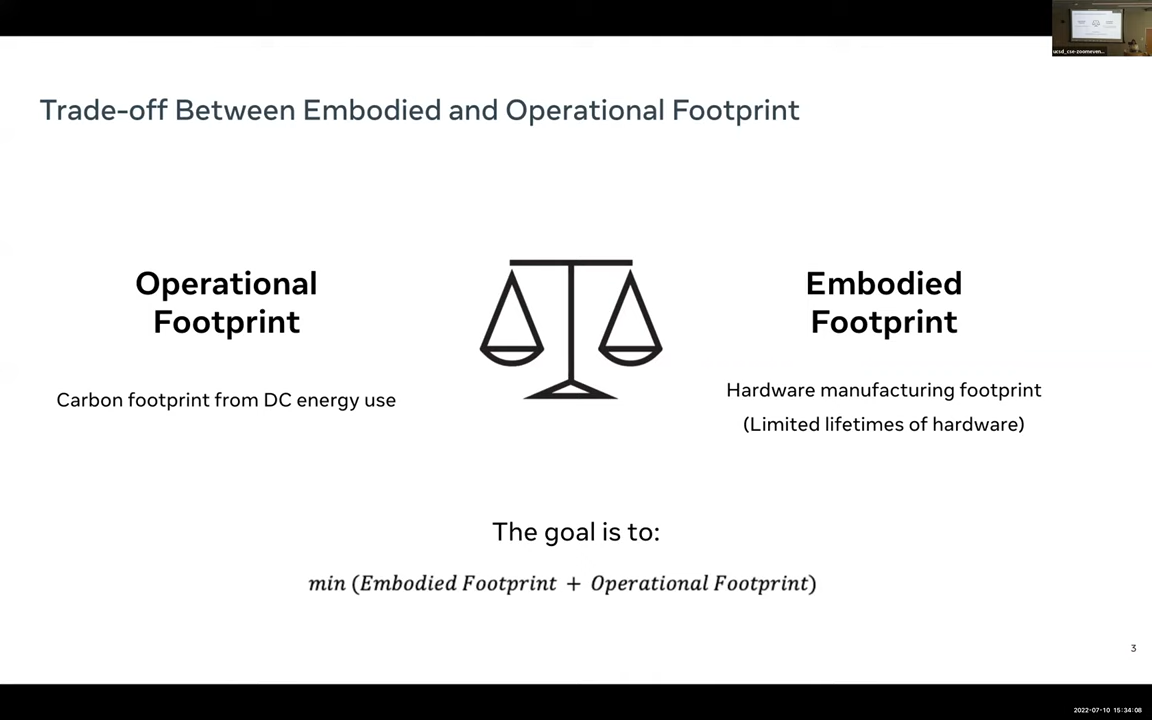 ucsd_cse-zoomeven...
Trade-off Between Embodied and Operational Footprint
Operational
Footprint
Carbon footprint from DC energy use
Embodied
Footprint
Hardware manufacturing footprint
(Limited lifetimes of hardware)
The goal is to:
min (Embodied Footprint + Operational Footprint)
3
2022-07-10 15:34:08